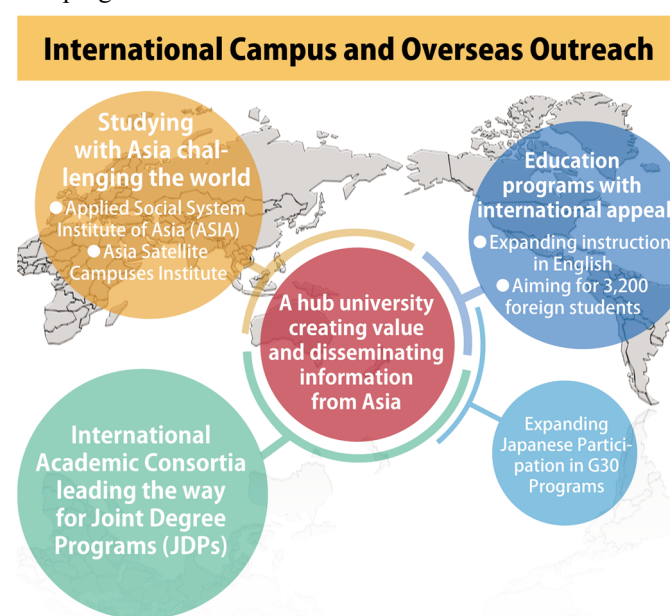 International Campus and Overseas Outreach
Studying
with Asia chal-
lenging the world
● Applied Social System
Institute of Asia (ASIA)
● Asia Satellite
Campuses Institute
Education
programs with
international appeal
● Expanding instruction
in English
● Aiming for 3,200
foreign students
A hub university
creating value
and disseminating
information
from Asia
International
Academic Consortia
leading the way
for Joint Degree
Programs (JDPs)
Expanding
Japanese Partici-
pation in G30
Programs